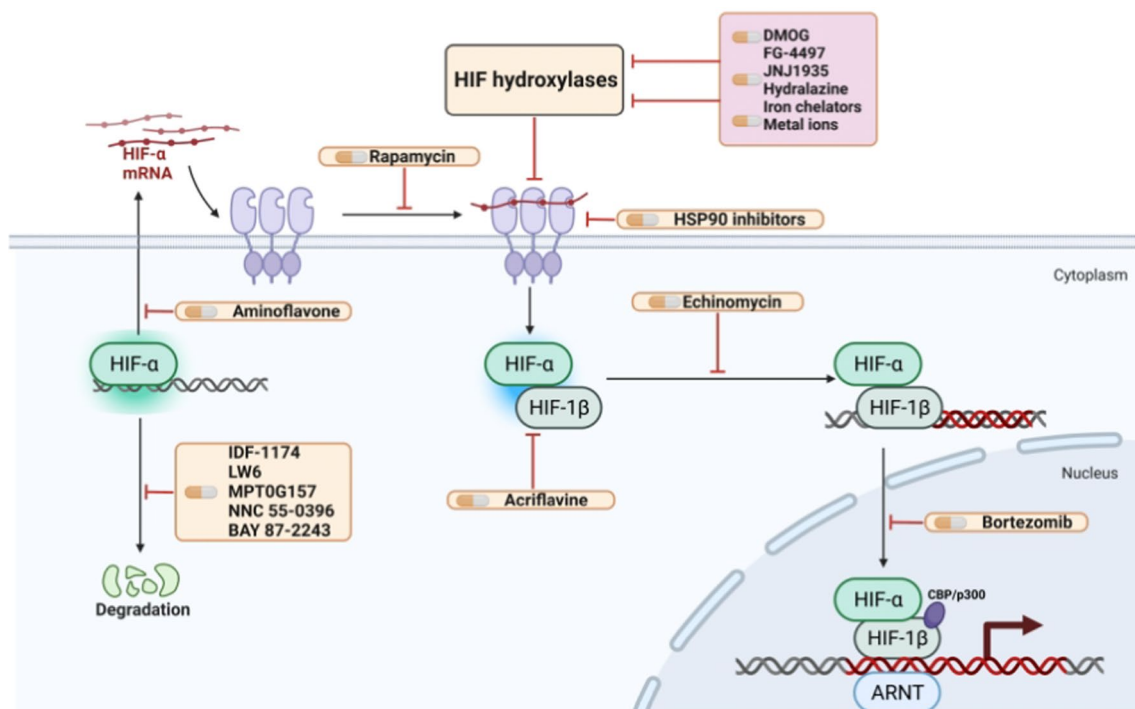 DMOG
FG-4497
JNJ1935
Hydralazine
Iron chelators
Metal ions
HIF hydroxylases
HIF-α
mRNA
Rapamycin
HSP90 inhibitors
Cytoplasm
Aminoflavone
Echinomycin
HIF-α
HIF-α
HIF-1β
HIF-α
HIF-1β
IDF-1174
LW6
MPT0G157
NNC 55-0396
BAY 87-2243
Acriflavine
Nucleus
Bortezomib
Degradation
HIF-α
CBP/p300
HIF-1β
ARNT